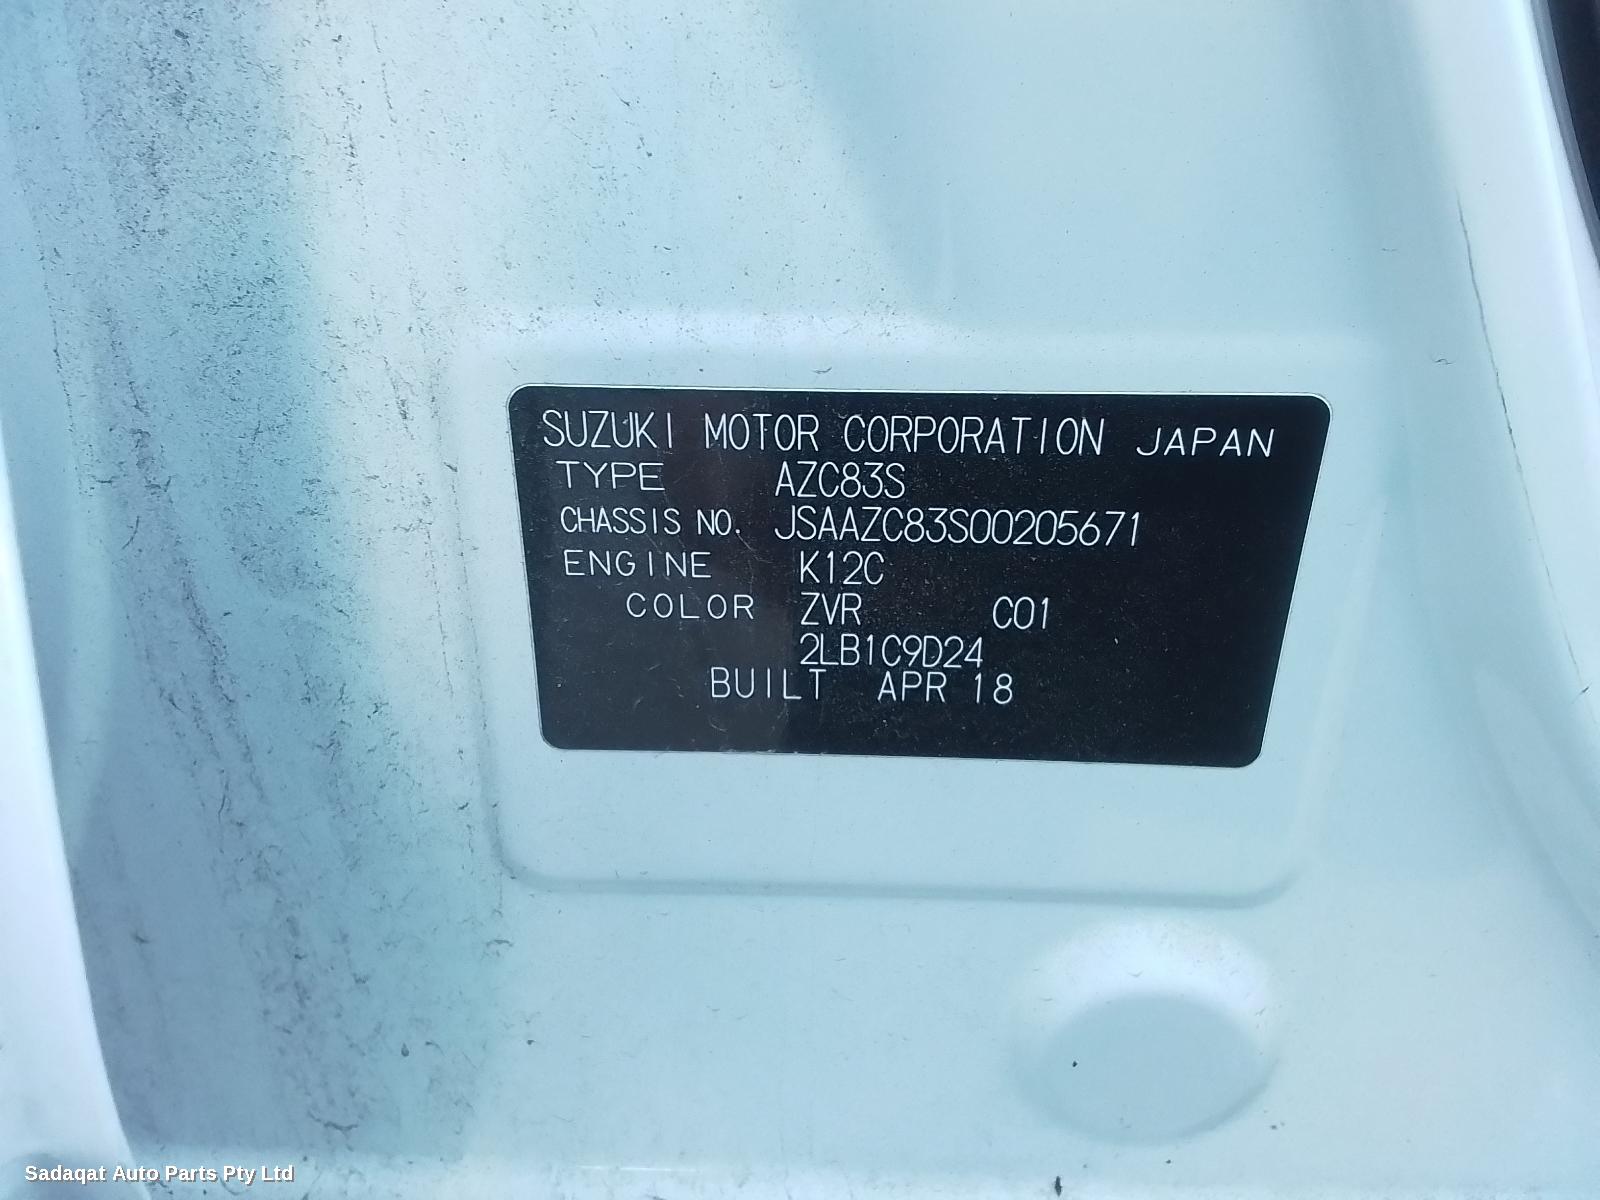 SUZUKI MOTOR CORPORATION JAPAN
TYPE AZC83S
CHASSIS NO. JSAAZC83S00205671
ENGINE K12C
COLOR ZVR C01
2LB1C9D24
BUILT APR 18
Sadaqat Auto Parts Pty Ltd